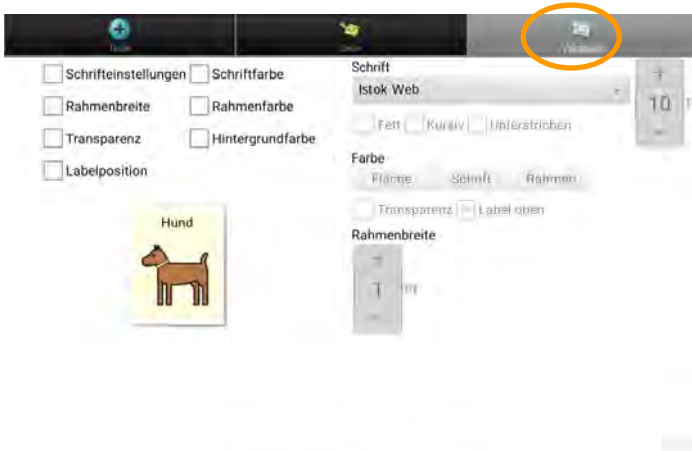 Schrifteinstellungen Schriftfarbe
Rahmenbreite Rahmenfarbe
Transparenz Hintergrundfarbe
Labelposition
Hund
Schrift
Istok Web
Fett Kursiv Unterstrichen
+
10
-
Farbe
Fläche Schrift Rahmen
Transparenz Label oben
Rahmenbreite
+
1
-